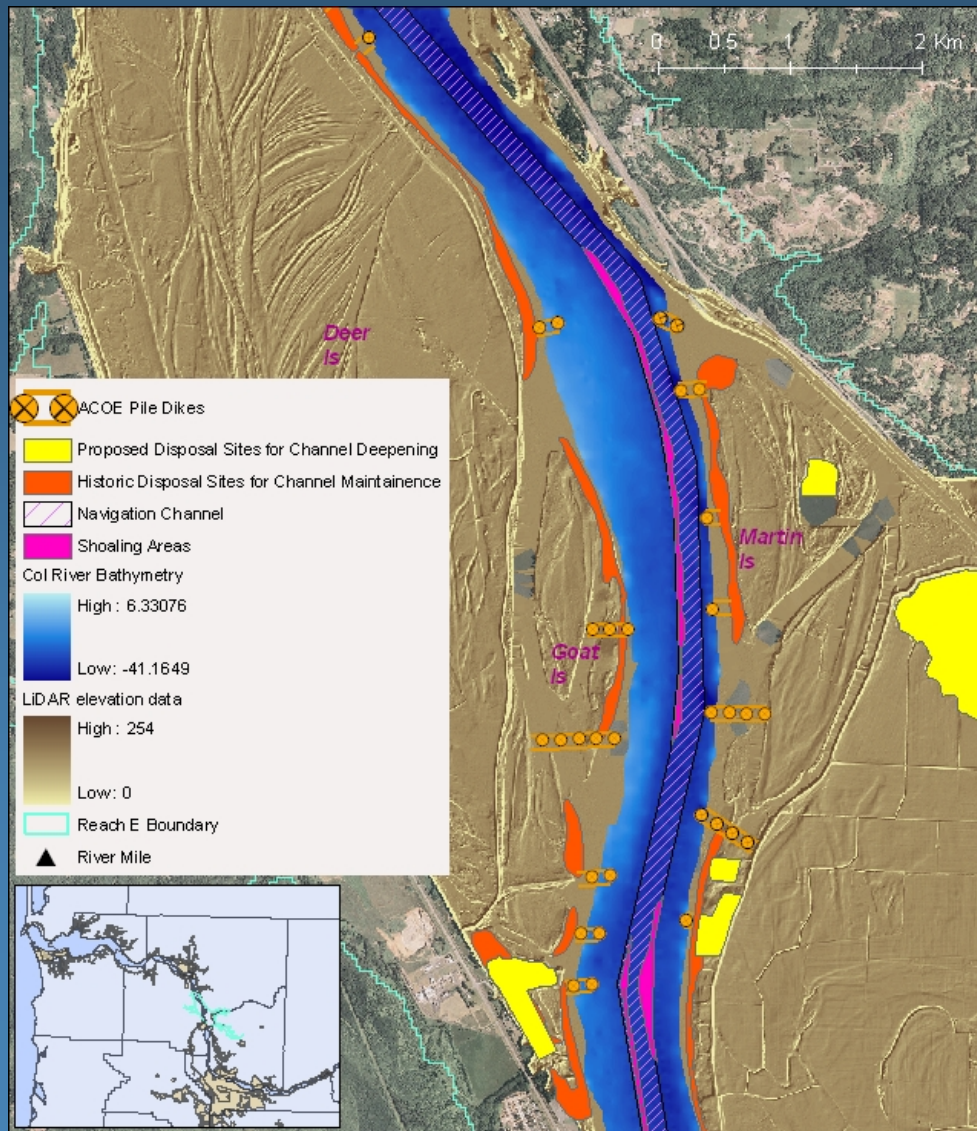 0 0.5 1 2 Km
Deer
Is
ACOE Pile Dikes
Proposed Disposal Sites for Channel Deepening
Historic Disposal Sites for Channel Maintainence
Navigation Channel
Shoaling Areas
Col River Bathymetry
High : 6.33076
Low: -41.1649
LiDAR elevation data
High : 254
Low: 0
Reach E Boundary
River Mile
Martin
Is
Goat
Is